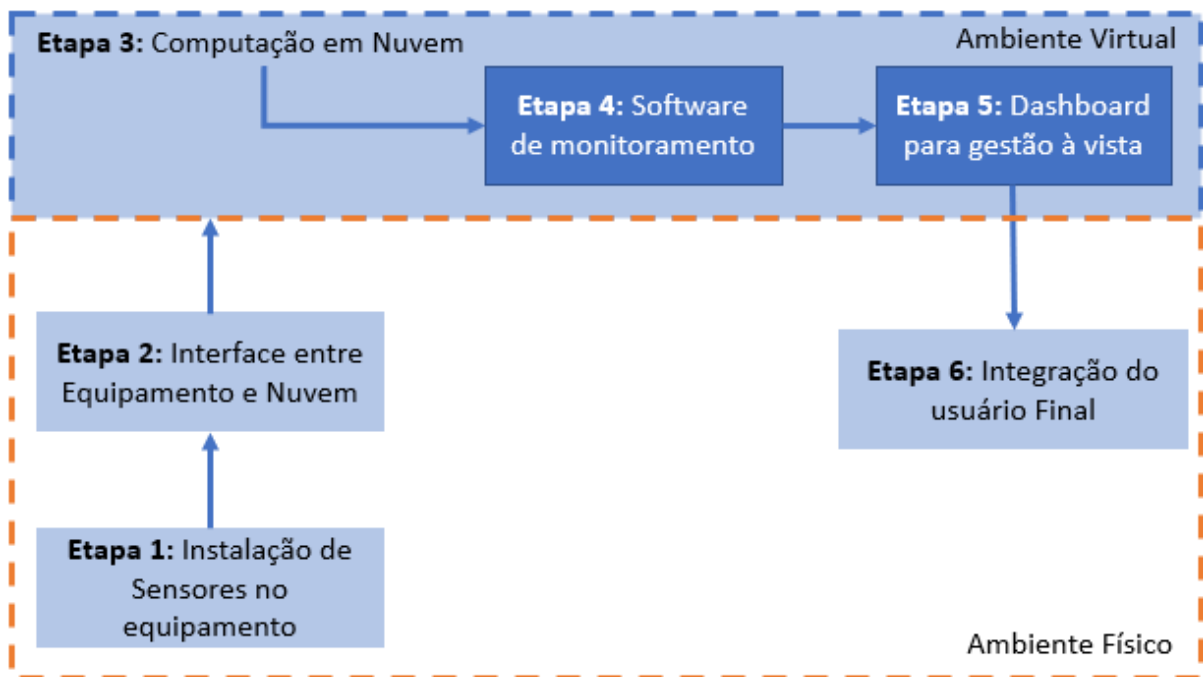 Etapa 3: Computação em Nuvem
Ambiente Virtual
Etapa 4: Software
de monitoramento
Etapa 5: Dashboard
para gestão à vista
Etapa 2: Interface entre
Equipamento e Nuvem
Etapa 6: Integração do
usuário Final
Etapa 1: Instalação de
Sensores no
equipamento
Ambiente Físico